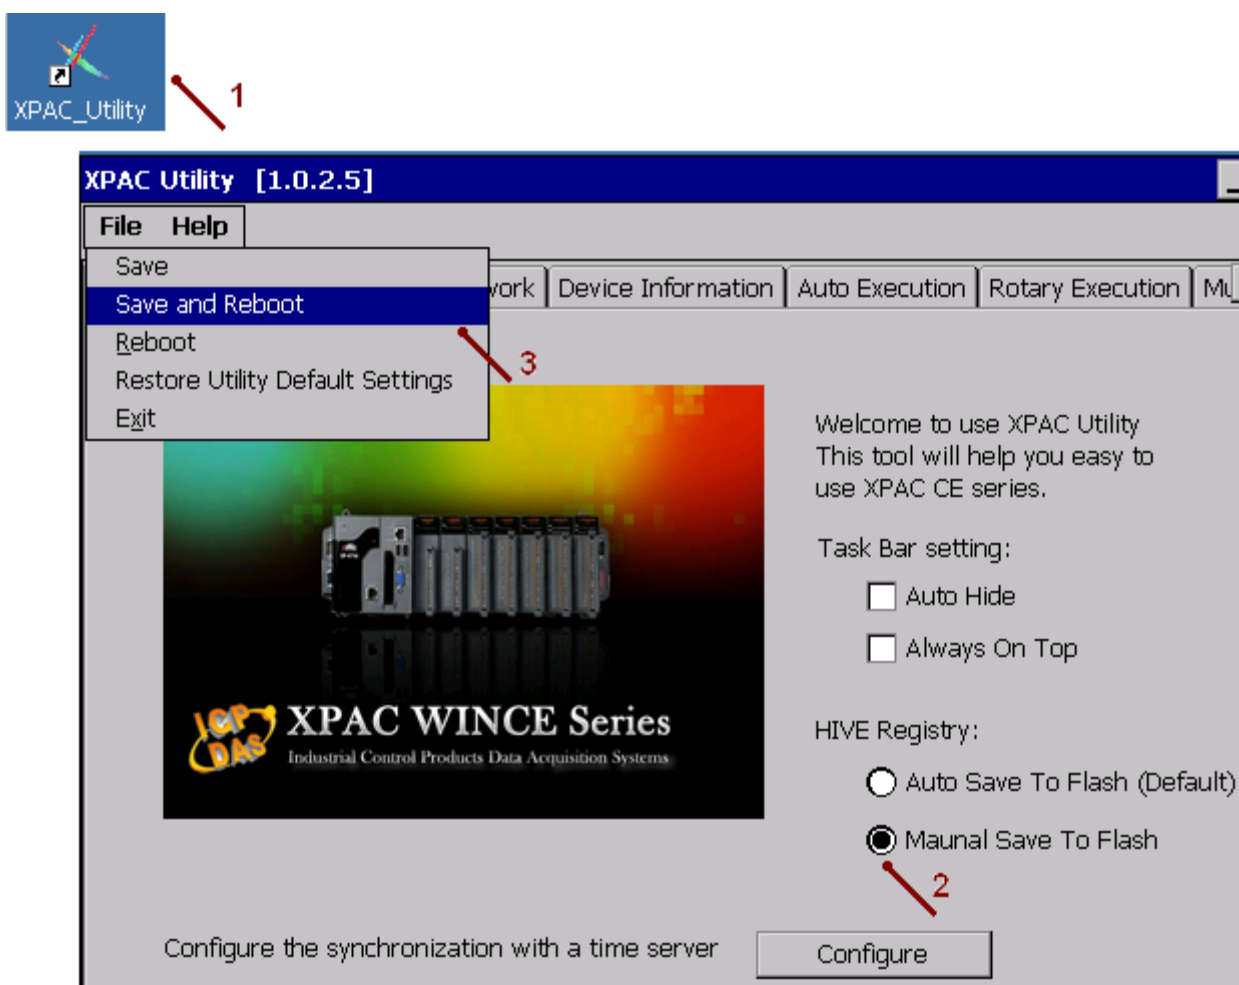 XPAC_Utility
1
XPAC Utility [1.0.2.5]
File Help
Save
Save and Reboot
Reboot
Restore Utility Default Settings
Exit
Device Information
Auto Execution
Rotary Execution
3
Welcome to use XPAC Utility
This tool will help you easy to
use XPAC CE series.
Task Bar setting:
Auto Hide
Always On Top
ICP
DAS
XPAC WINCE Series
Industrial Control Products Data Acquisition Systems
HIVE Registry:
Auto Save To Flash (Default)
Maunal Save To Flash
2
Configure the synchronization with a time server
Configure